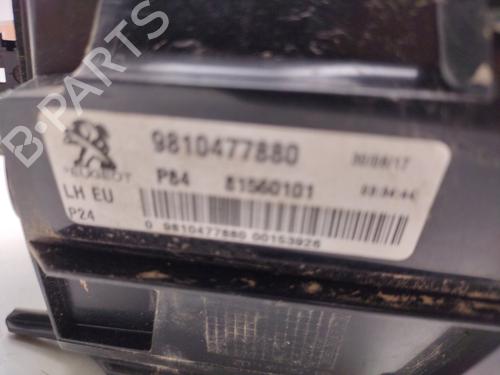 B-PARTS
9810477880
30/08/17
PEUGEOT
P84 81560101
LH EU
P24
0 9810477880 00153926